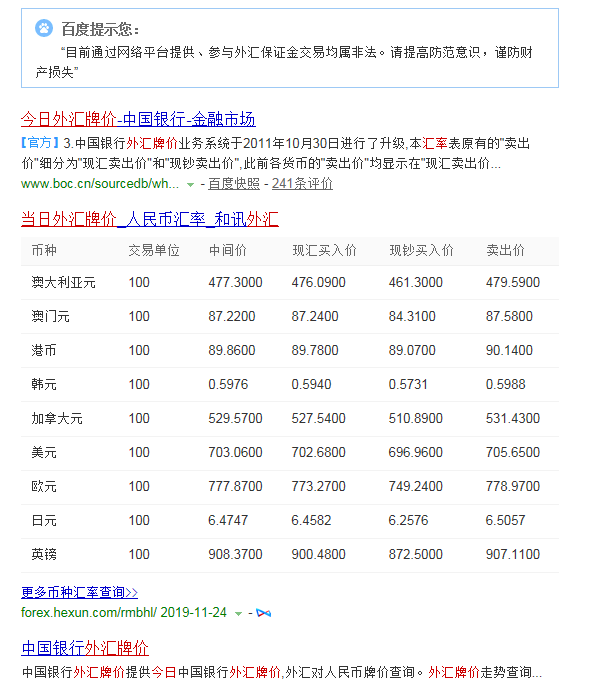 百度提示您：
“目前通过网络平台提供、参与外汇保证金交易均属非法。请提高防范意识，谨防财
产损失”
今日外汇牌价-中国银行-金融市场
【官方】3.中国银行外汇牌价业务系统于2011年10月30日进行了升级,本汇率表原有的"卖出
价"细分为"现汇卖出价"和"现钞卖出价",此前各货币的"卖出价"均显示在"现汇卖出价...
www.boc.cn/sourcedb/wh... - 百度快照 - 241条评价
当日外汇牌价_人民币汇率_和讯外汇
币种 交易单位 中间价 现汇买入价 现钞买入价 卖出价
澳大利亚元 100 477.3000 476.0900 461.3000 479.5900
澳门元 100 87.2200 87.2400 84.3100 87.5800
港币 100 89.8600 89.7800 89.0700 90.1400
韩元 100 0.5976 0.5940 0.5731 0.5988
加拿大元 100 529.5700 527.5400 510.8900 531.4300
美元 100 703.0600 702.6800 696.9600 705.6500
欧元 100 777.8700 773.2700 749.2400 778.9700
日元 100 6.4747 6.4582 6.2576 6.5057
英镑 100 908.3700 900.4800 872.5000 907.1100
更多币种汇率查询>>
forex.hexun.com/rmbhl/ 2019-11-24 -
中国银行外汇牌价
中国银行外汇牌价提供今日中国银行外汇牌价,外汇对人民币牌价查询。外汇牌价走势查询...